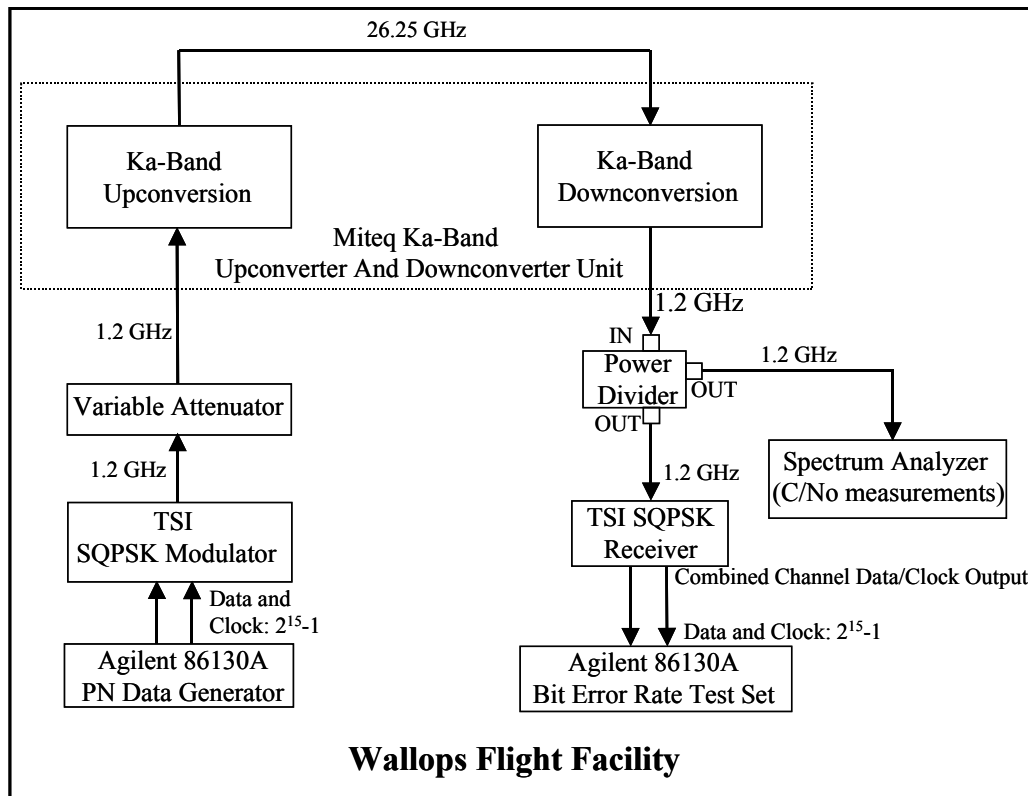 26.25 GHz
Ka-Band
Upconversion
Ka-Band
Downconversion
Miteq Ka-Band
Upconverter And Downconverter Unit
1.2 GHz
1.2 GHz
IN
Power
Divider
OUT
OUT
1.2 GHz
Variable Attenuator
1.2 GHz
1.2 GHz
Spectrum Analyzer
(C/No measurements)
TSI
SQPSK Modulator
TSI SQPSK
Receiver
Combined Channel Data/Clock Output
Data and
Clock: 2¹⁵-1
Data and Clock: 2¹⁵-1
Agilent 86130A
PN Data Generator
Agilent 86130A
Bit Error Rate Test Set
Wallops Flight Facility